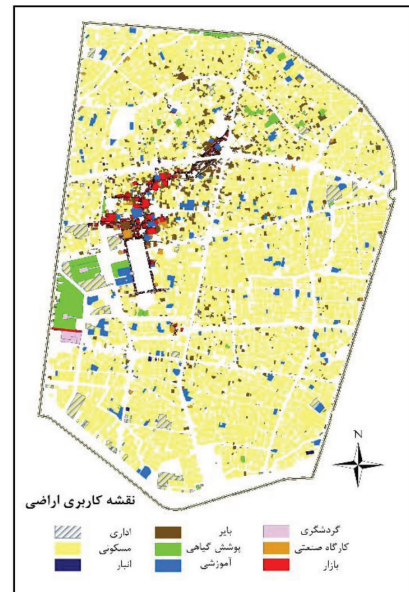 N
نقشه کاربری اراضی
گردشگری بایر اداری
کارگاه صنعتی پوشش گیاهی مسکونی
بازار آموزشی انبار